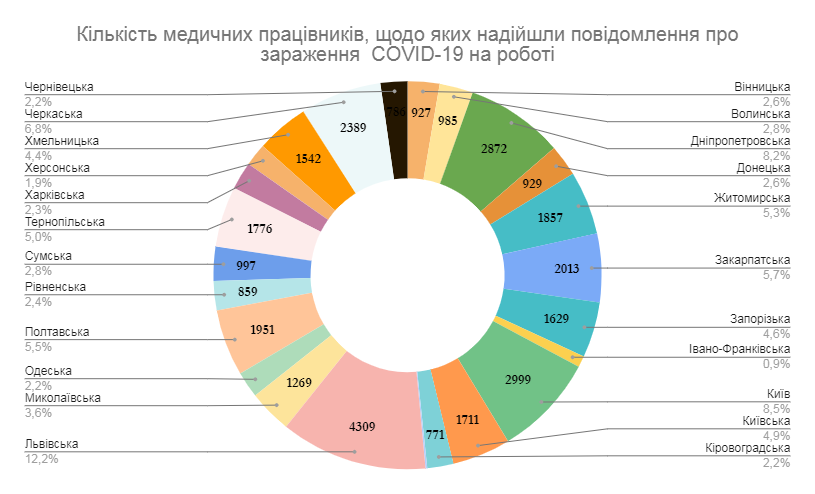 Кількість медичних працівників, щодо яких надійшли повідомлення про
зараження COVID-19 на роботі
Чернівецька
2,2%
Черкаська
6,8%
Хмельницька
4,4%
Херсонська
1,9%
Харківська
2,3%
Тернопільська
5,0%
Сумська
2,8%
Рівненська
2,4%
Полтавська
5,5%
Одеська
2,2%
Миколаївська
3,6%
Львівська
12,2%
Вінницька
2,6%
Волинська
2,8%
Дніпропетровська
8,2%
Донецька
2,6%
Житомирська
5,3%
Закарпатська
5,7%
Запорізька
4,6%
Івано-Франківська
0,9%
Київ
8,5%
Київська
4,9%
Кіровоградська
2,2%
786
927
985
2872
929
1857
2013
1629
2999
1711
771
4309
1269
1951
859
997
1776
1542
2389